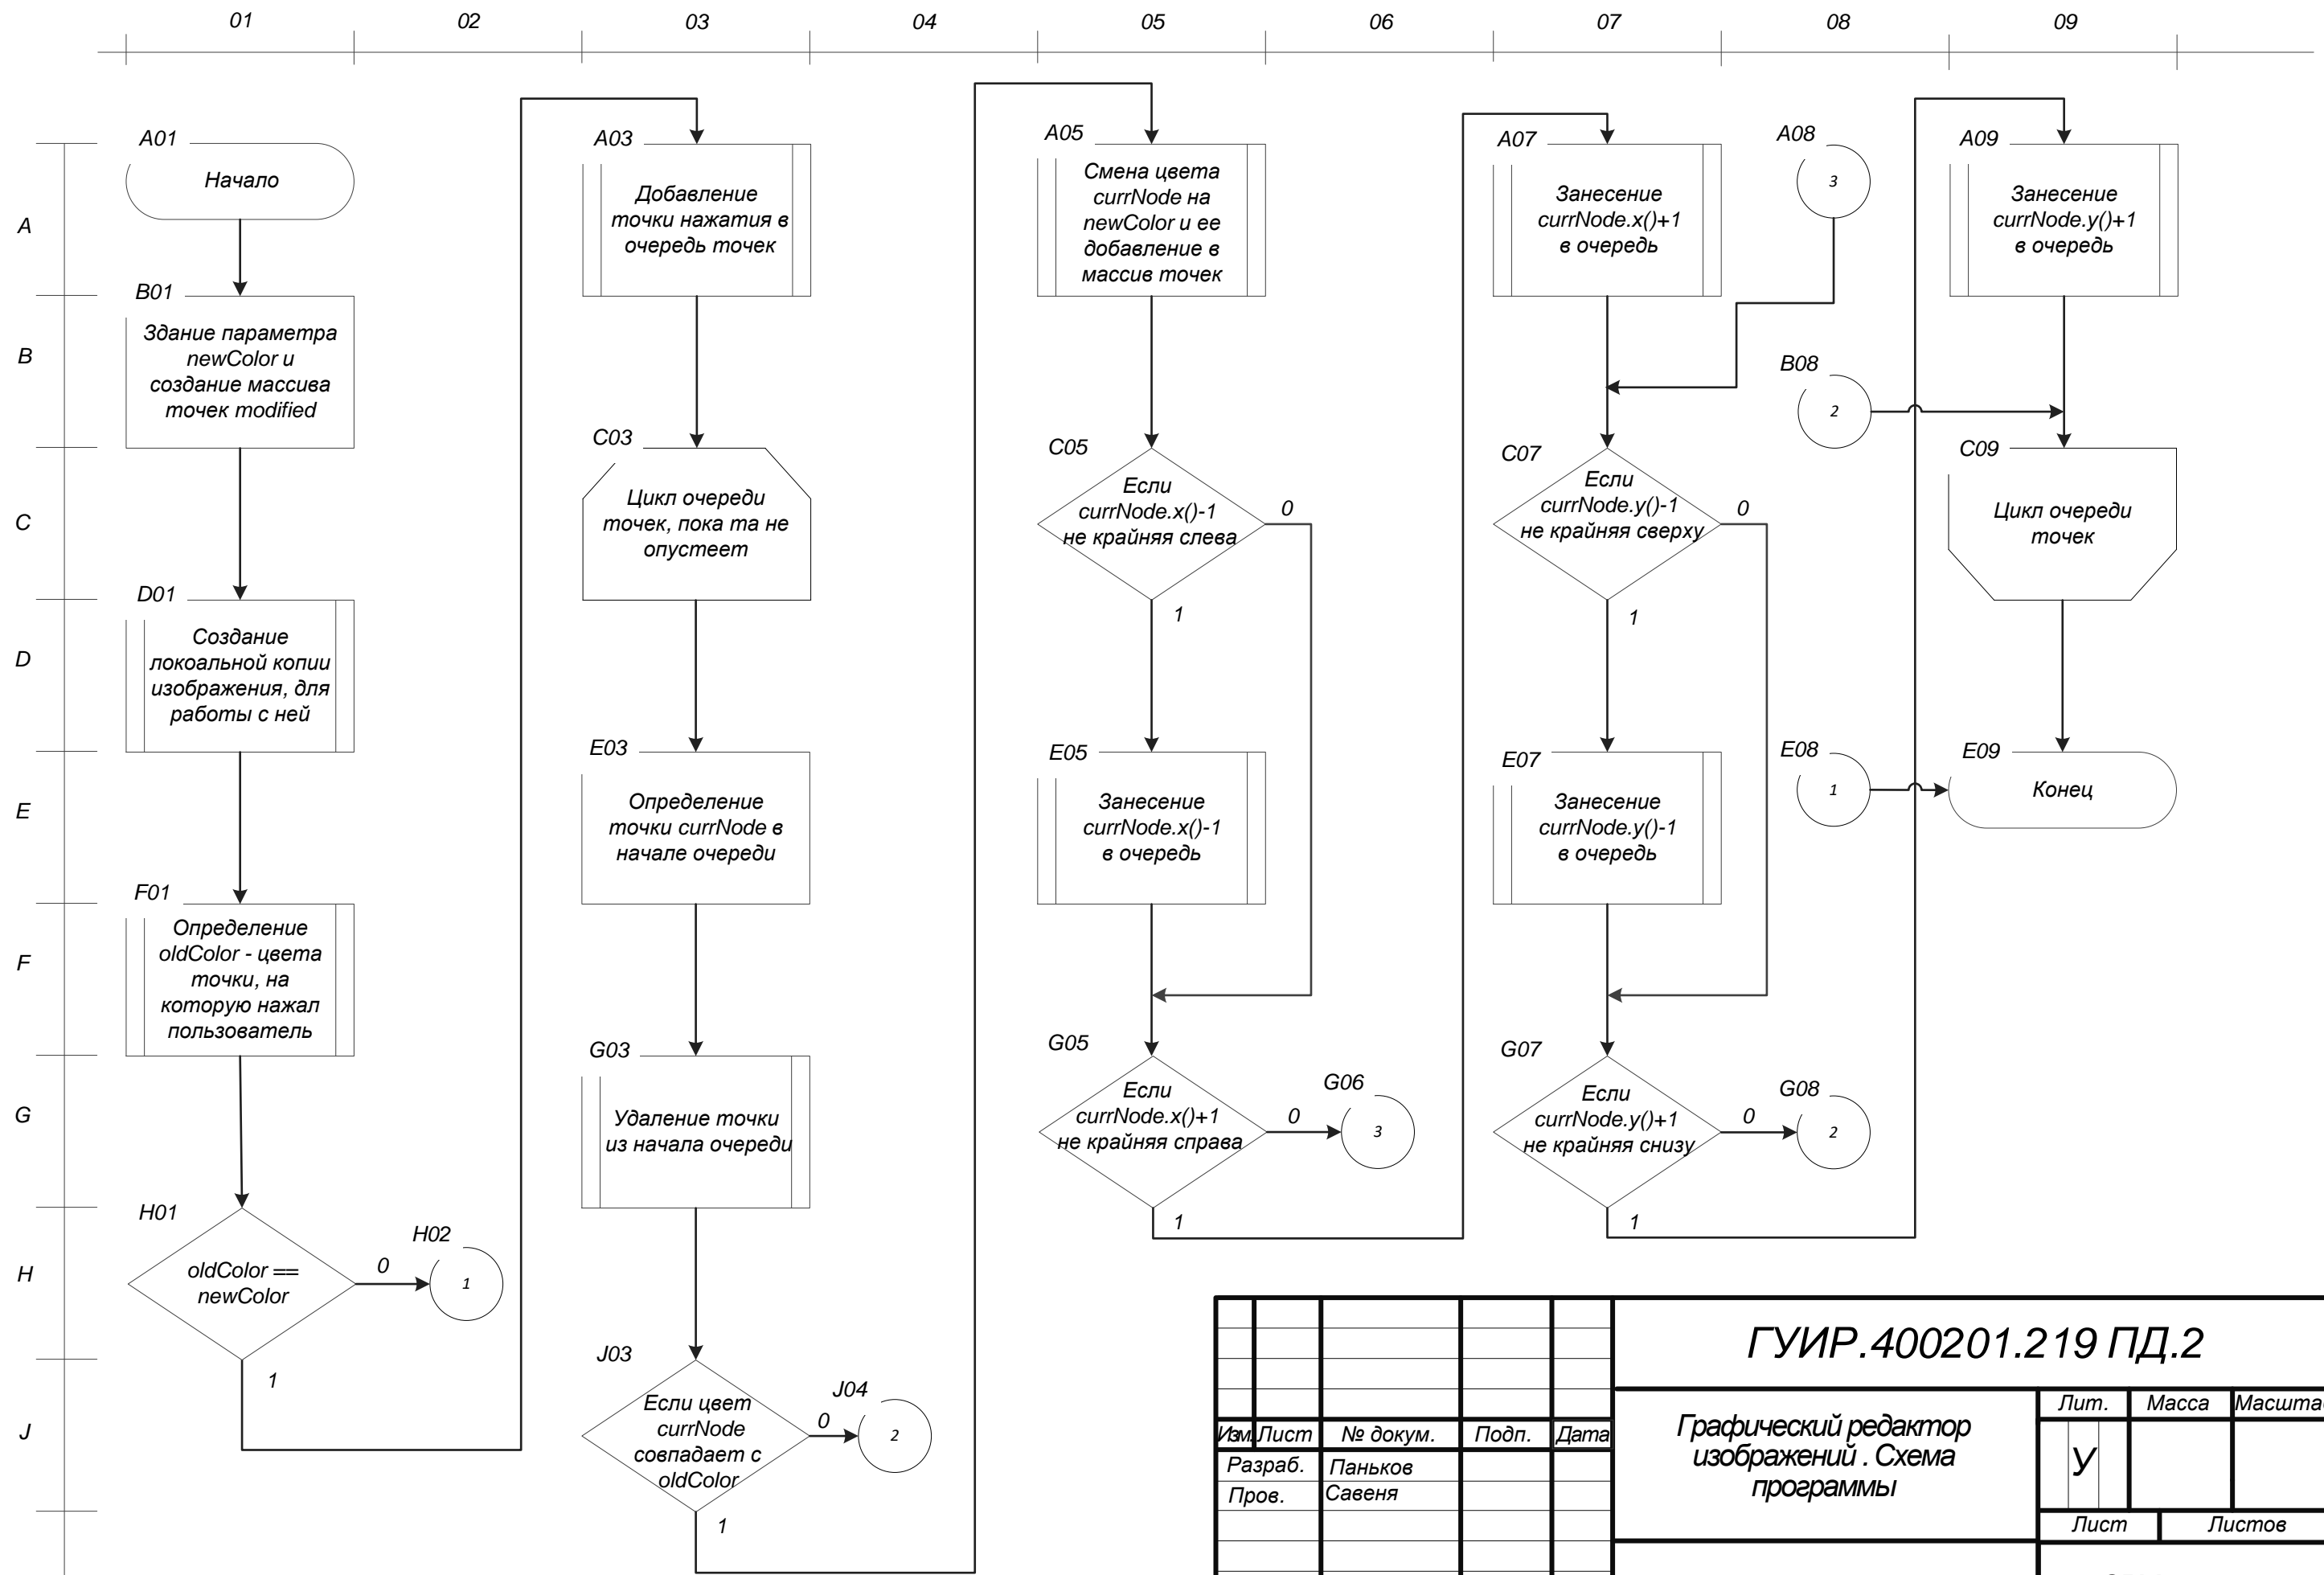 01 02 03 04 05 06 07 08 09
A
B
C
D
E
F
G
H
J
A01
Начало
B01
Здание параметра
newColor и
создание массива
точек modified
D01
Создание
локоальной копии
изображения, для
работы с ней
F01
Определение
oldColor - цвета
точки, на
которую нажал
пользователь
H01
oldColor ==
newColor
0
1
H02
1
A03
Добавление
точки нажатия в
очередь точек
C03
Цикл очереди
точек, пока та не
опустеет
E03
Определение
точки currNode в
начале очереди
G03
Удаление точки
из начала очереди
J03
Если цвет
currNode
совпадает с
oldColor
0
1
J04
2
A05
Смена цвета
currNode на
newColor и ее
добавление в
массив точек
C05
Если
currNode.x()-1
не крайняя слева
0
1
E05
Занесение
currNode.x()-1
в очередь
G05
Если
currNode.x()+1
не крайняя справа
0
1
G06
3
A07
Занесение
currNode.x()+1
в очередь
C07
Если
currNode.y()-1
не крайняя сверху
0
1
E07
Занесение
currNode.y()-1
в очередь
G07
Если
currNode.y()+1
не крайняя снизу
0
1
A08
3
B08
2
E08
1
G08
2
A09
Занесение
currNode.y()+1
в очередь
C09
Цикл очереди
точек
E09
Конец
ГУИР.400201.219 ПД.2
Графический редактор
изображений . Схема
программы
Лит. Масса Масштаб
У
Лист Листов
Изм. Лист № докум. Подп. Дата
Разраб. Паньков
Пров. Савеня